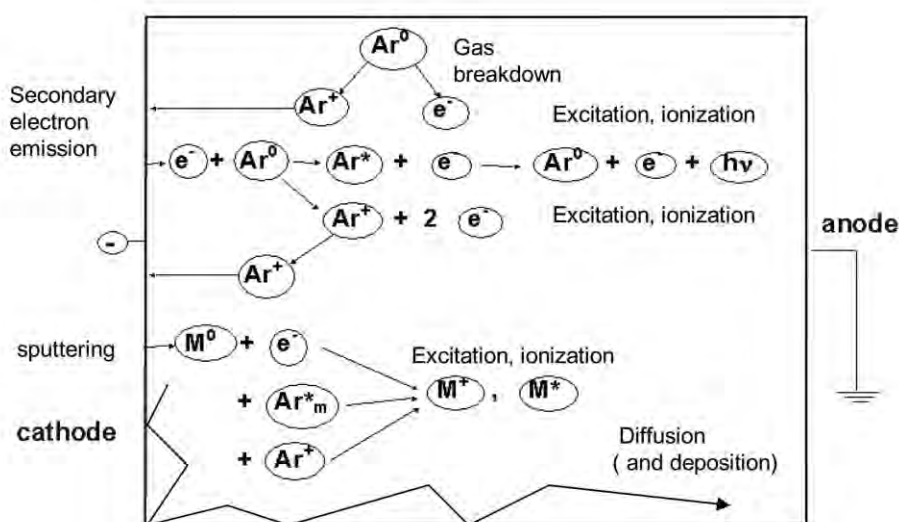 Ar⁰ Gas
breakdown
Secondary
electron
emission
Ar⁺ e⁻ Excitation, ionization
e⁻ + Ar⁰ Ar* + e⁻ Ar⁰ + e⁻ + hν
Ar⁺ + 2 e⁻ Excitation, ionization
- anode
Ar⁺
sputtering M⁰ + e⁻ Excitation, ionization
+ Ar*ₘ M⁺ , M*
cathode
+ Ar⁺
Diffusion
( and deposition)